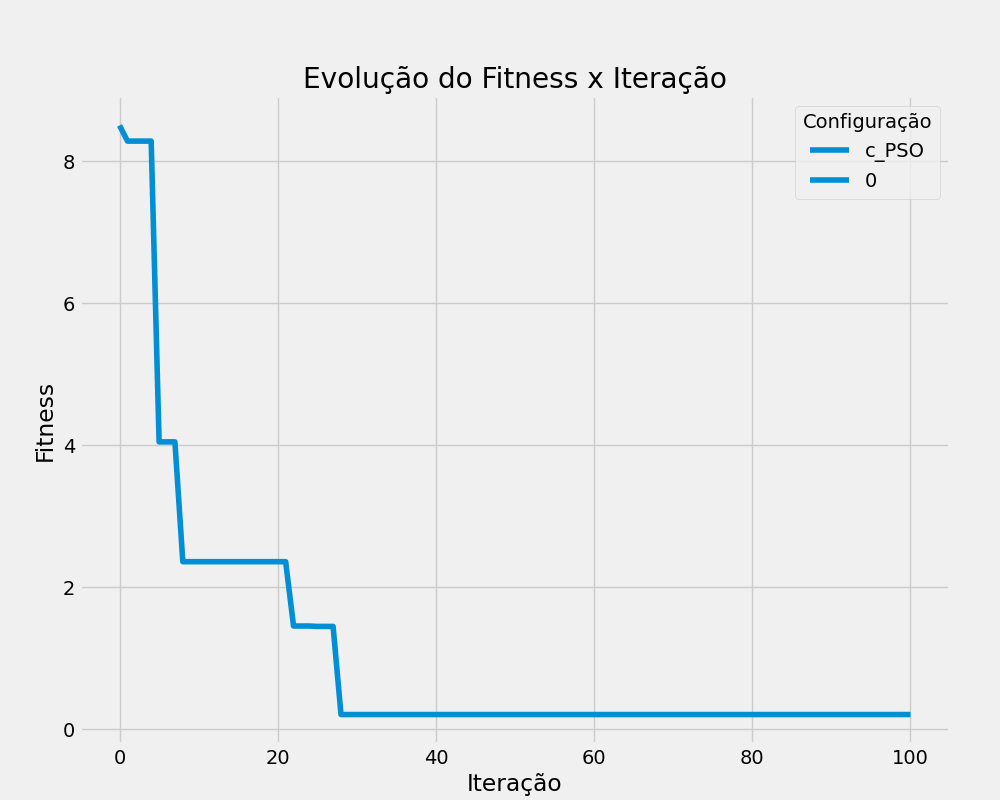 Evolução do Fitness x Iteração
Configuração
c_PSO
0
Fitness
8
6
4
2
0
0 20 40 60 80 100
Iteração